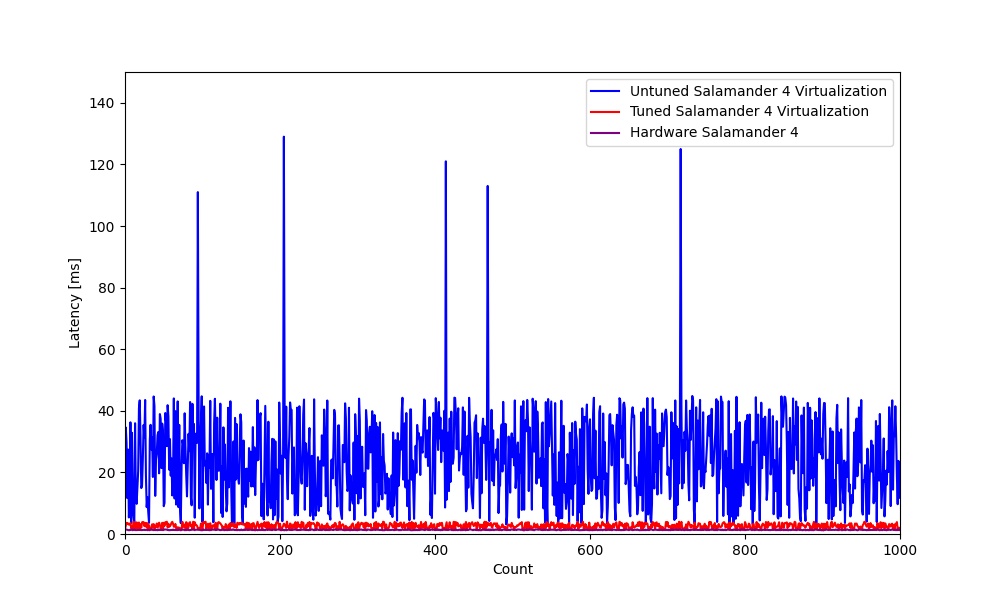 Untuned Salamander 4 Virtualization
Tuned Salamander 4 Virtualization
Hardware Salamander 4
140
120
100
80
60
40
20
0
Latency [ms]
0 200 400 600 800 1000
Count